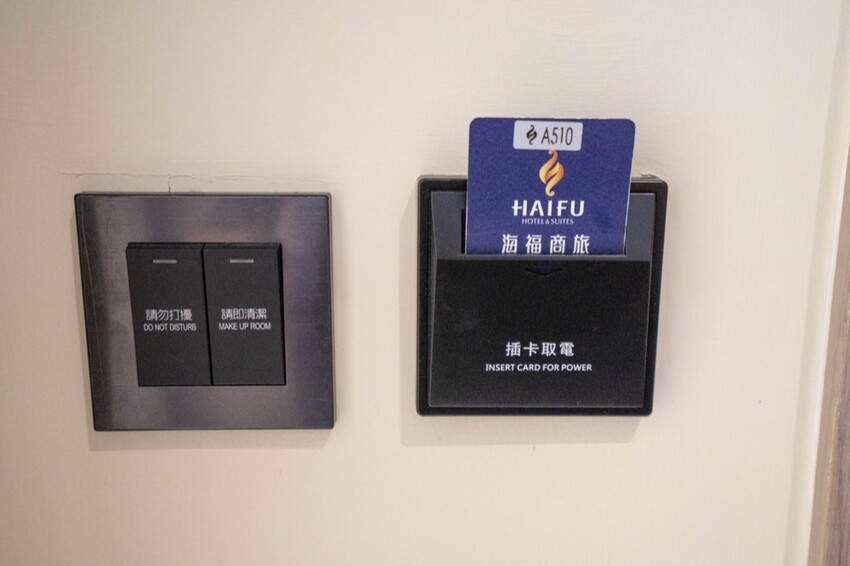 請勿打擾
DO NOT DISTURB
請即清潔
MAKE UP ROOM
A510
HAIFU
HOTEL & SUITES
海福商旅
插卡取電
INSERT CARD FOR POWER